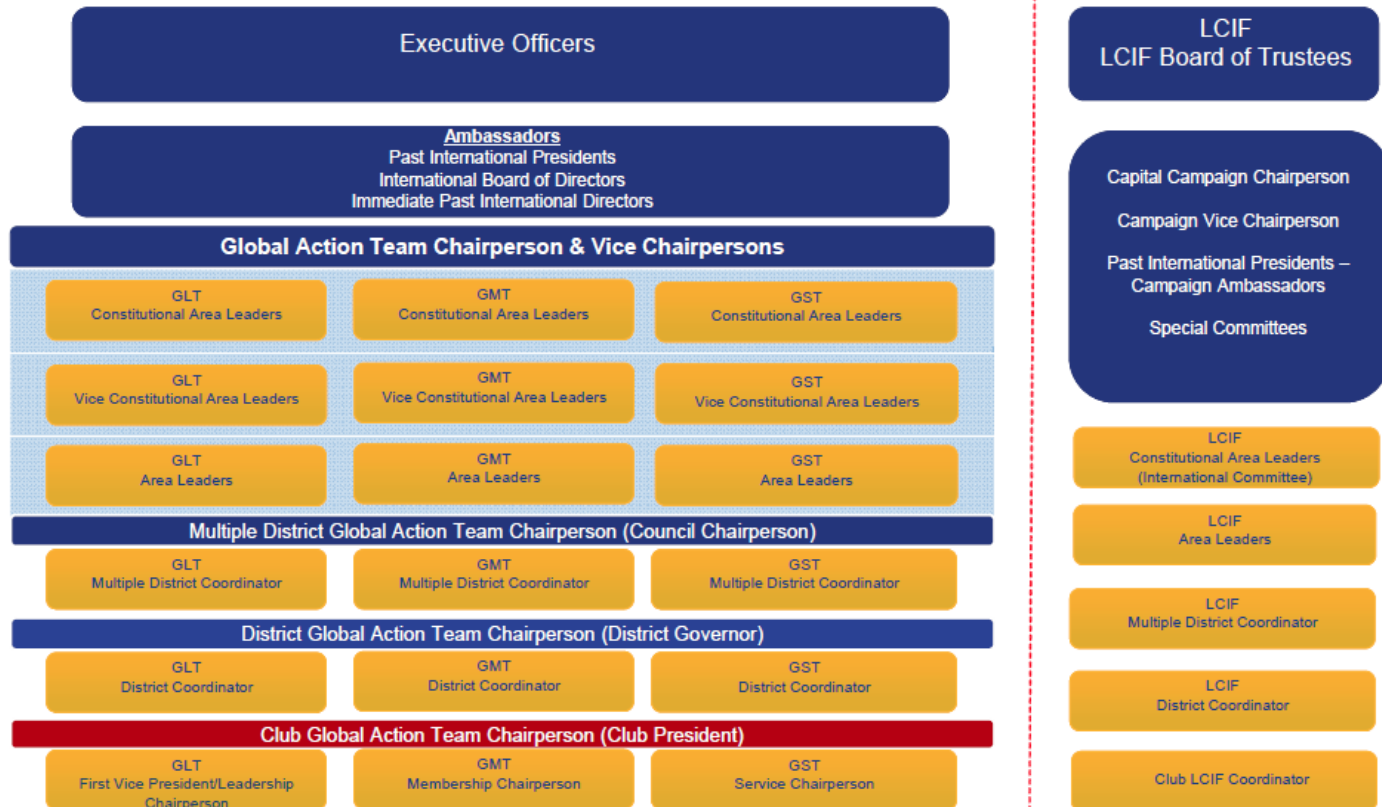 Executive Officers
Ambassadors
Past International Presidents
International Board of Directors
Immediate Past International Directors
Global Action Team Chairperson & Vice Chairpersons
GLT
Constitutional Area Leaders
GMT
Constitutional Area Leaders
GST
Constitutional Area Leaders
GLT
Vice Constitutional Area Leaders
GMT
Vice Constitutional Area Leaders
GST
Vice Constitutional Area Leaders
GLT
Area Leaders
GMT
Area Leaders
GST
Area Leaders
Multiple District Global Action Team Chairperson (Council Chairperson)
GLT
Multiple District Coordinator
GMT
Multiple District Coordinator
GST
Multiple District Coordinator
District Global Action Team Chairperson (District Governor)
GLT
District Coordinator
GMT
District Coordinator
GST
District Coordinator
Club Global Action Team Chairperson (Club President)
GLT
First Vice President/Leadership
Chairperson
GMT
Membership Chairperson
GST
Service Chairperson
LCIF
LCIF Board of Trustees
Capital Campaign Chairperson
Campaign Vice Chairperson
Past International Presidents –
Campaign Ambassadors
Special Committees
LCIF
Constitutional Area Leaders
(International Committee)
LCIF
Area Leaders
LCIF
Multiple District Coordinator
LCIF
District Coordinator
Club LCIF Coordinator